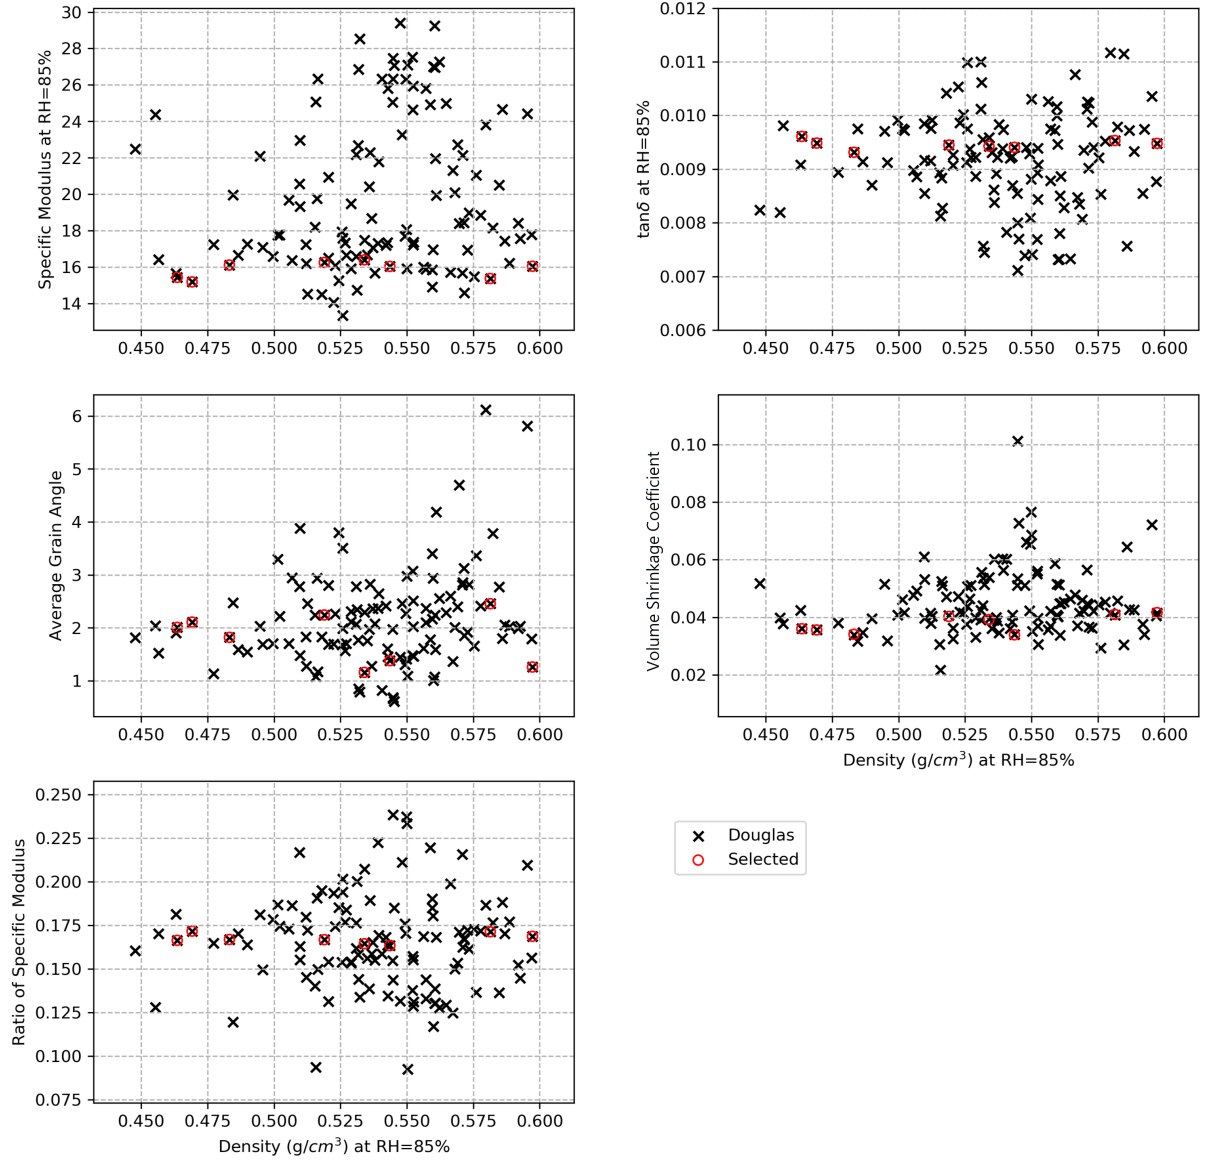 Specific Modulus at RH=85%
30
28
26
24
22
20
18
16
14
0.450 0.475 0.500 0.525 0.550 0.575 0.600
tanδ at RH=85%
0.012
0.011
0.010
0.009
0.008
0.007
0.006
0.450 0.475 0.500 0.525 0.550 0.575 0.600
Average Grain Angle
6
5
4
3
2
1
0.450 0.475 0.500 0.525 0.550 0.575 0.600
Volume Shrinkage Coefficient
0.10
0.08
0.06
0.04
0.02
0.450 0.475 0.500 0.525 0.550 0.575 0.600
Density (g/cm³) at RH=85%
Ratio of Specific Modulus
0.250
0.225
0.200
0.175
0.150
0.125
0.100
0.075
0.450 0.475 0.500 0.525 0.550 0.575 0.600
Density (g/cm³) at RH=85%
Douglas
Selected